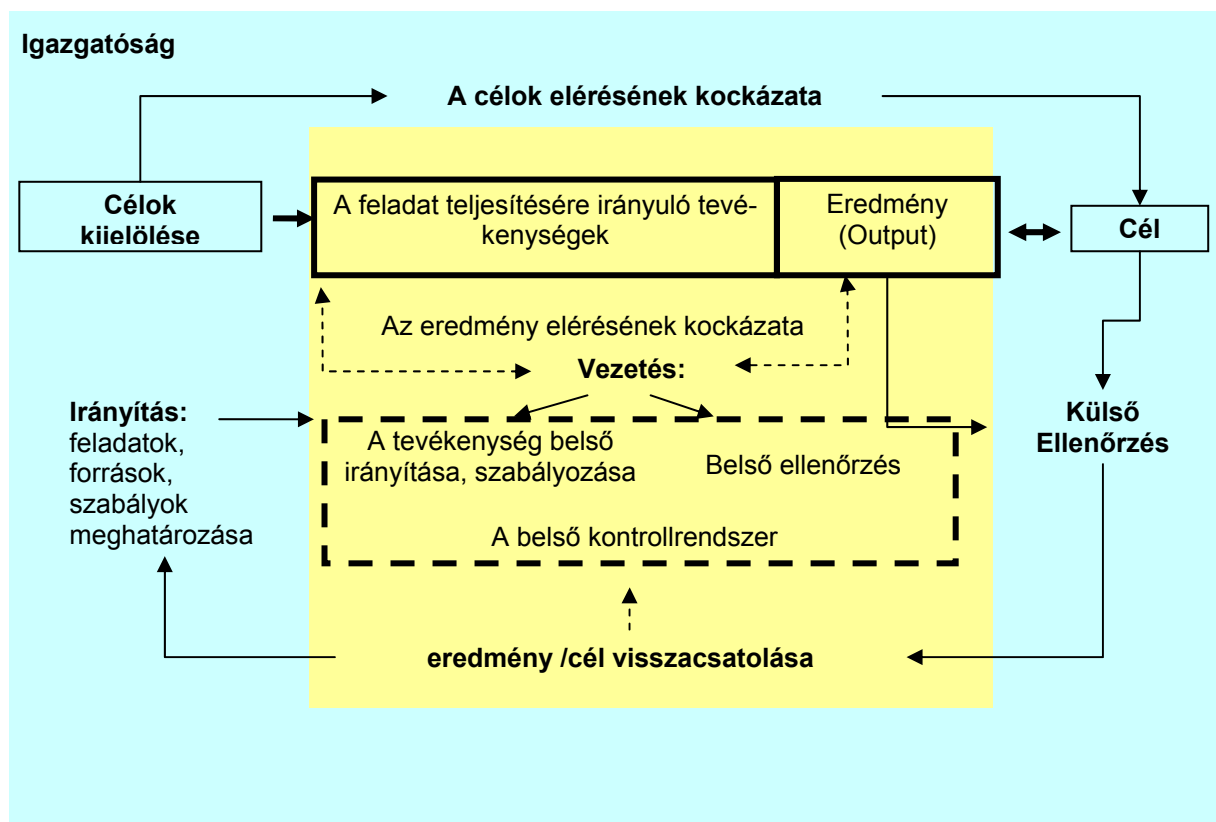 Igazgatóság
A célok elérésének kockázata
Célok
kijelölése
A feladat teljesítésére irányuló tevé-
kenységek
Eredmény
(Output)
Cél
Az eredmény elérésének kockázata
Vezetés:
Irányítás:
feladatok,
források,
szabályok
meghatározása
A tevékenység belső
irányítása, szabályozása
Belső ellenőrzés
A belső kontrollrendszer
Külső
Ellenőrzés
eredmény /cél visszacsatolása